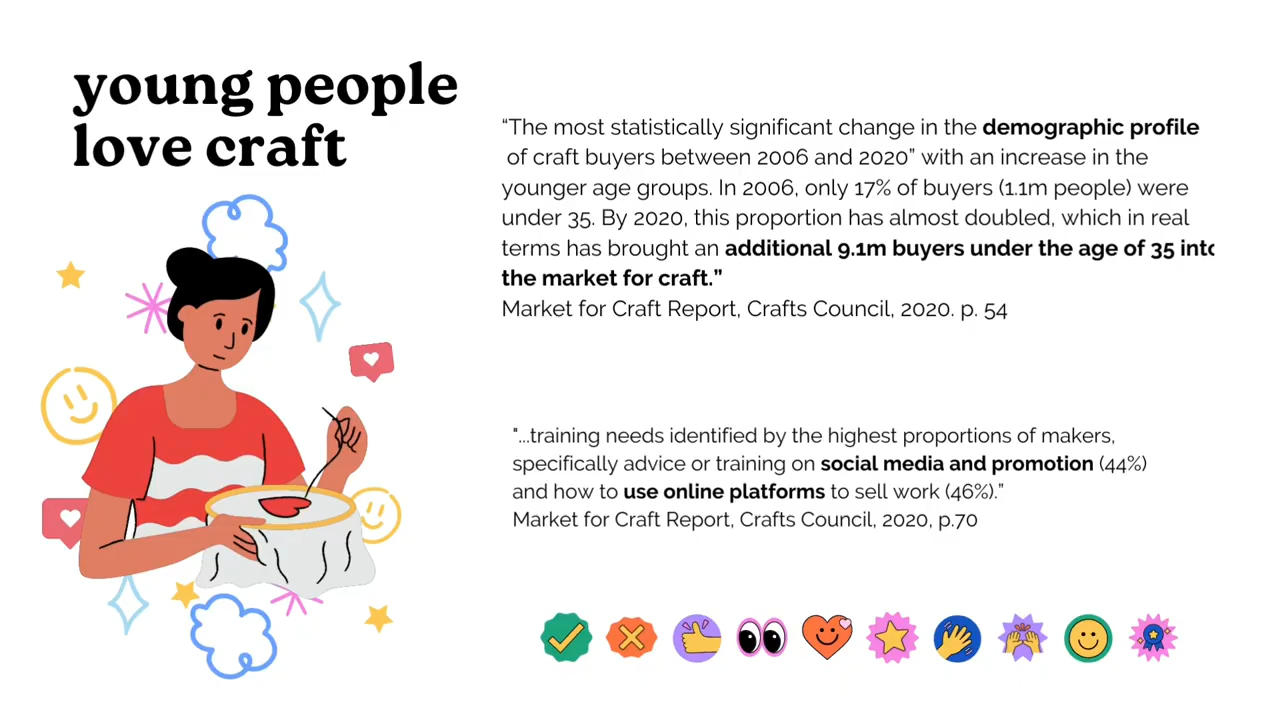 young people
love craft
“The most statistically significant change in the demographic profile
of craft buyers between 2006 and 2020” with an increase in the
younger age groups. In 2006, only 17% of buyers (1.1m people) were
under 35. By 2020, this proportion has almost doubled, which in real
terms has brought an additional 9.1m buyers under the age of 35 into
the market for craft.”
Market for Craft Report, Crafts Council, 2020. p. 54
"...training needs identified by the highest proportions of makers,
specifically advice or training on social media and promotion (44%)
and how to use online platforms to sell work (46%).”
Market for Craft Report, Crafts Council, 2020, p.70